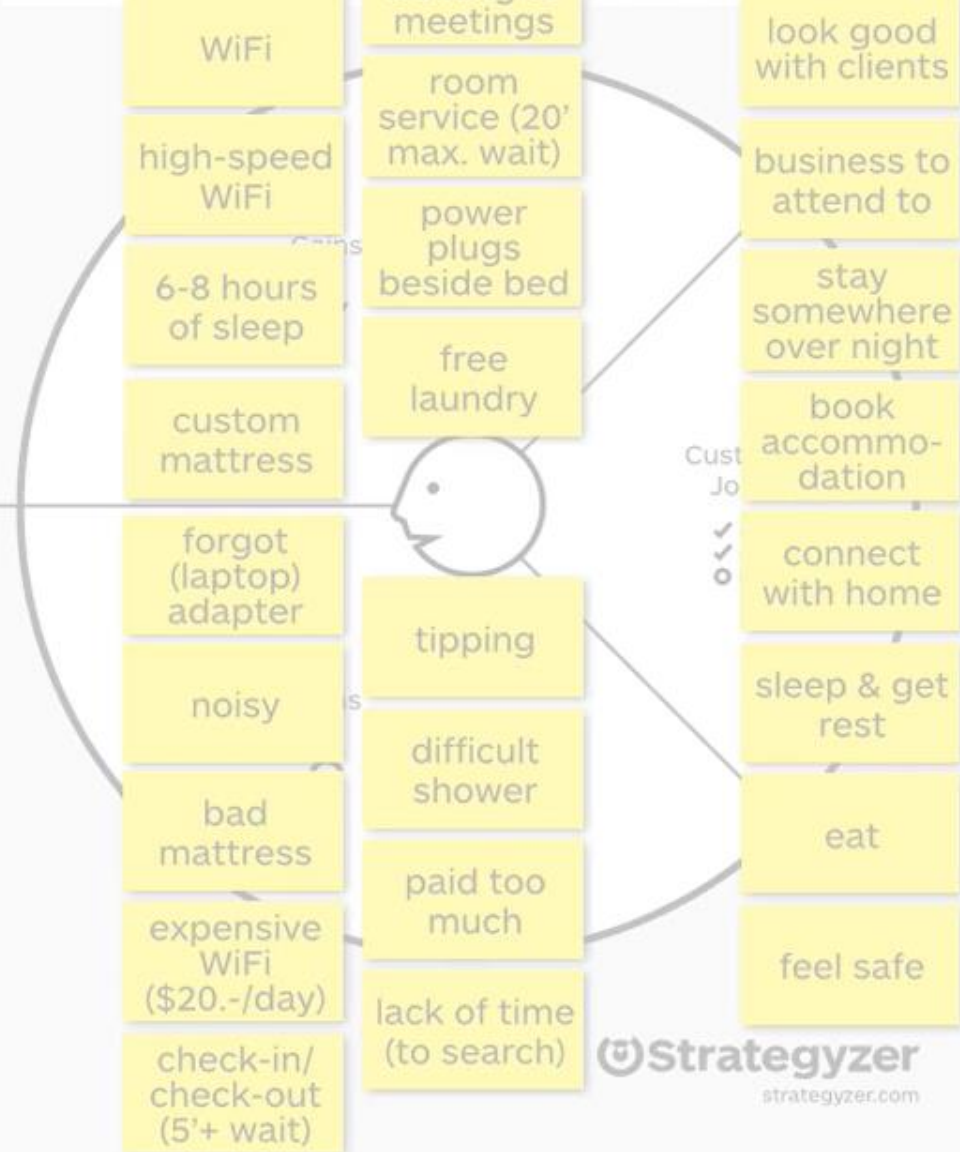 WiFi
high-speed
WiFi
6-8 hours
of sleep
custom
mattress
forgot
(laptop)
adapter
noisy
bad
mattress
expensive
WiFi
($20.-/day)
check-in/
check-out
(5'+ wait)
meetings
room
service (20'
max. wait)
power
plugs
beside bed
free
laundry
tipping
difficult
shower
paid too
much
lack of time
(to search)
Gains
Cust
Jo
look good
with clients
business to
attend to
stay
somewhere
over night
book
accommo-
dation
connect
with home
sleep & get
rest
eat
feel safe
Strategyzer
strategyzer.com